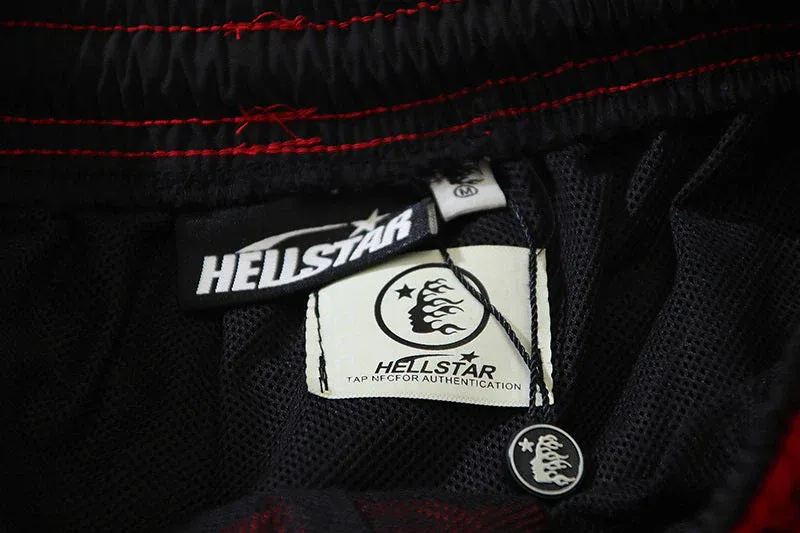 M
HELLSTAR
HELLSTAR
TAP NFCFOR AUTHENTICATION